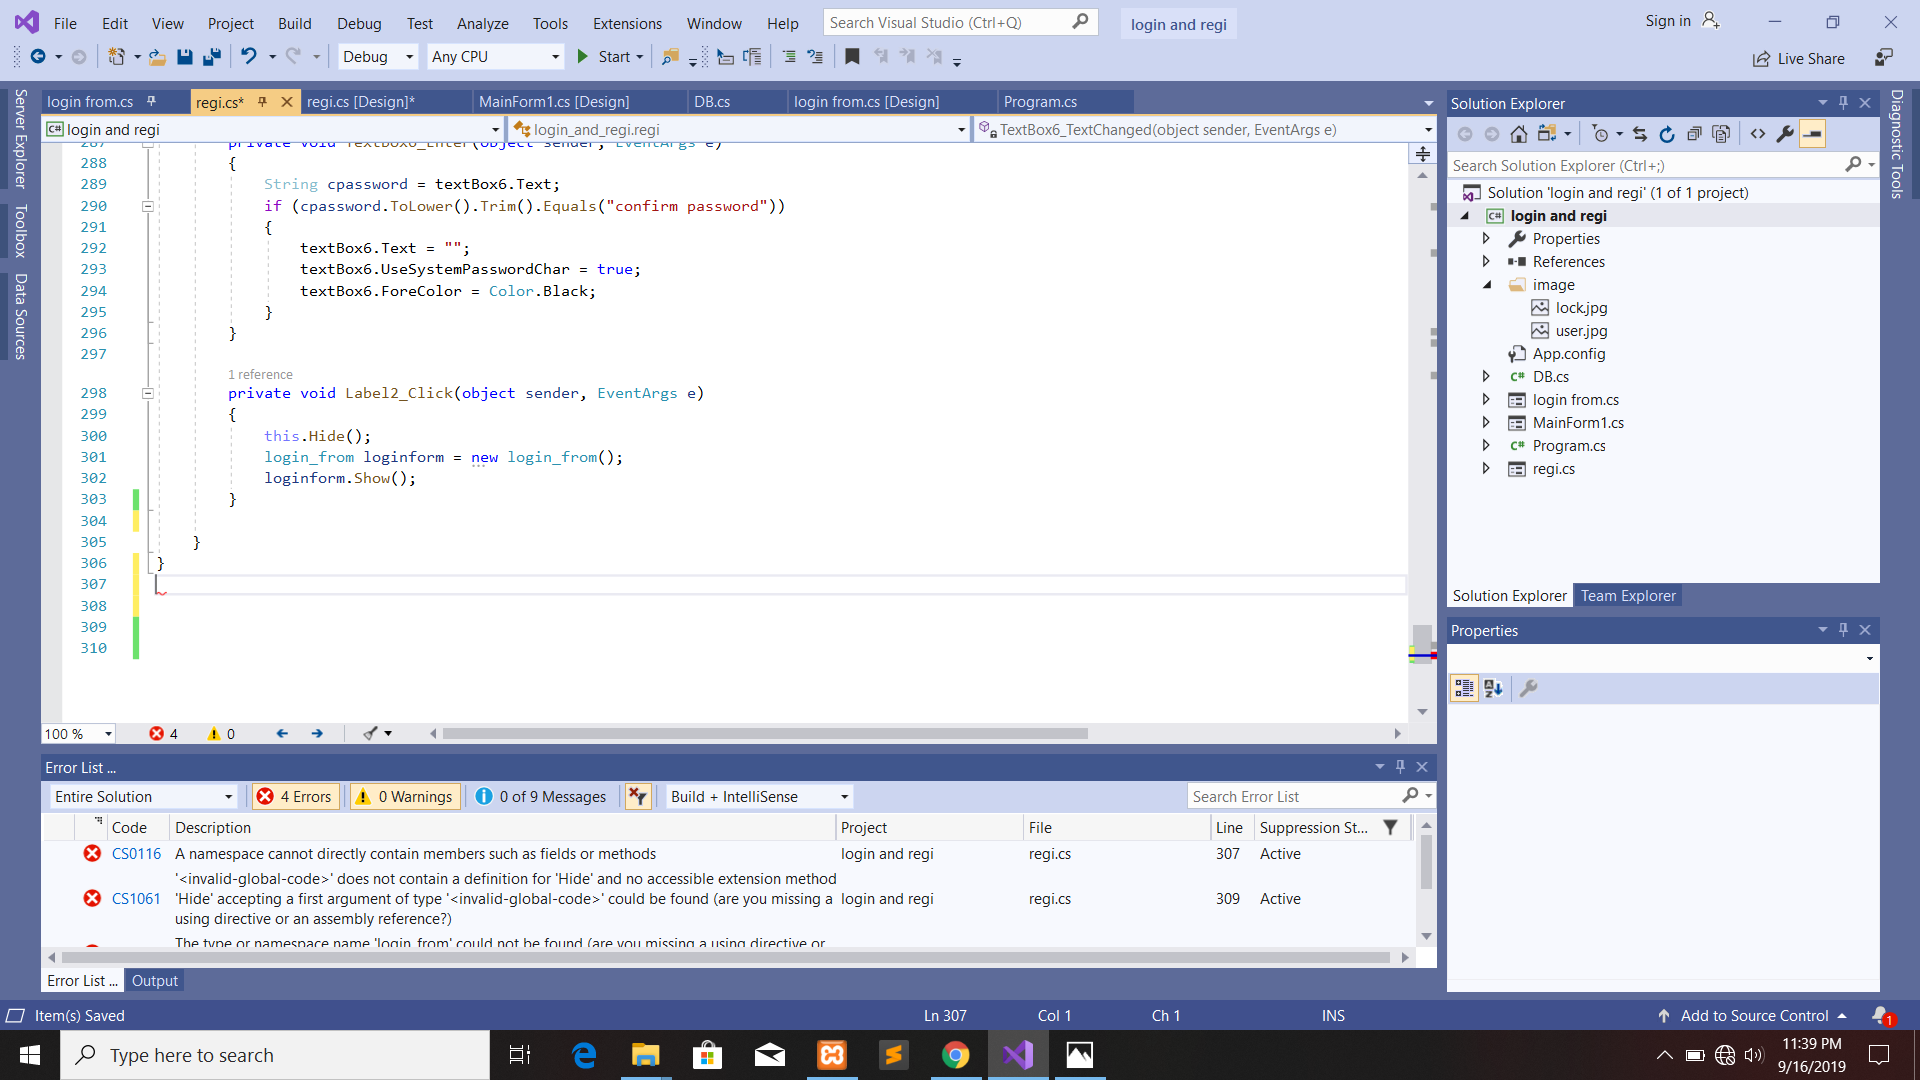 File Edit View Project Build Debug Test Analyze Tools Extensions Window Help Search Visual Studio (Ctrl+Q) login and regi Sign in
Debug Any CPU Start Live Share
Server Explorer
Toolbox
Data Sources
login from.cs regi.cs* regi.cs [Design]* MainForm1.cs [Design] DB.cs login from.cs [Design] Program.cs
C# login and regi login_and_regi.regi TextBox6_TextChanged(object sender, EventArgs e)
287 private void TextBox6_Enter(object sender, EventArgs e)
288 {
289 String cpassword = textBox6.Text;
290 if (cpassword.ToLower().Trim().Equals("confirm password"))
291 {
292 textBox6.Text = "";
293 textBox6.UseSystemPasswordChar = true;
294 textBox6.ForeColor = Color.Black;
295 }
296 }
297
1 reference
298 private void Label2_Click(object sender, EventArgs e)
299 {
300 this.Hide();
301 login_from loginform = new login_from();
302 loginform.Show();
303 }
304
305 }
306 }
307
308
309
310
100 % 4 0
Error List ...
Entire Solution 4 Errors 0 Warnings 0 of 9 Messages Build + IntelliSense Search Error List
Code Description Project File Line Suppression St...
CS0116 A namespace cannot directly contain members such as fields or methods login and regi regi.cs 307 Active
'<invalid-global-code>' does not contain a definition for 'Hide' and no accessible extension method
CS1061 'Hide' accepting a first argument of type '<invalid-global-code>' could be found (are you missing a login and regi regi.cs 309 Active
using directive or an assembly reference?)
The type or namespace name 'login_from' could not be found (are you missing a using directive or
Error List ... Output
Solution Explorer
Search Solution Explorer (Ctrl+;)
Solution 'login and regi' (1 of 1 project)
C# login and regi
Properties
References
image
lock.jpg
user.jpg
App.config
C# DB.cs
login from.cs
MainForm1.cs
C# Program.cs
regi.cs
Solution Explorer Team Explorer
Properties
Diagnostic Tools
Item(s) Saved Ln 307 Col 1 Ch 1 INS Add to Source Control 1
Type here to search
11:39 PM
9/16/2019